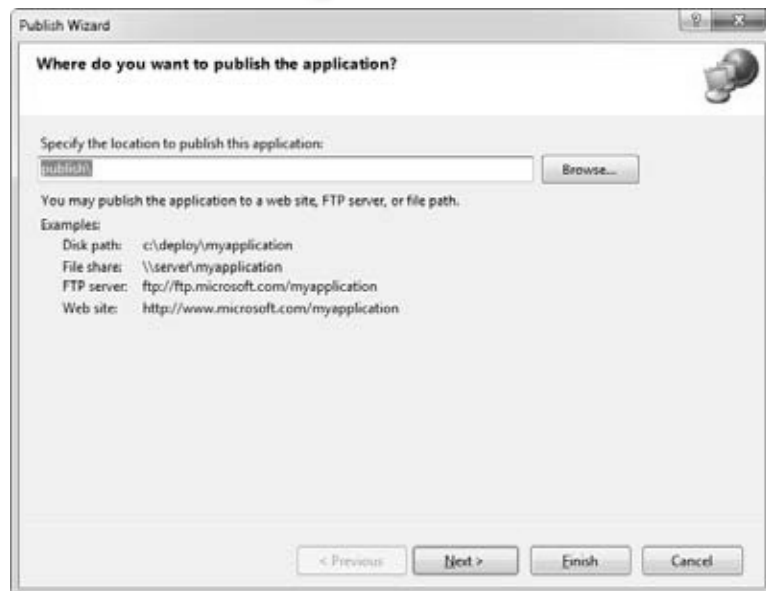 Publish Wizard
Where do you want to publish the application?
Specify the location to publish this application:
publish\
Browse...
You may publish the application to a web site, FTP server, or file path.
Examples:
Disk path: c:\deploy\myapplication
File share: \\server\myapplication
FTP server: ftp://ftp.microsoft.com/myapplication
Web site: http://www.microsoft.com/myapplication
< Previous Next > Finish Cancel